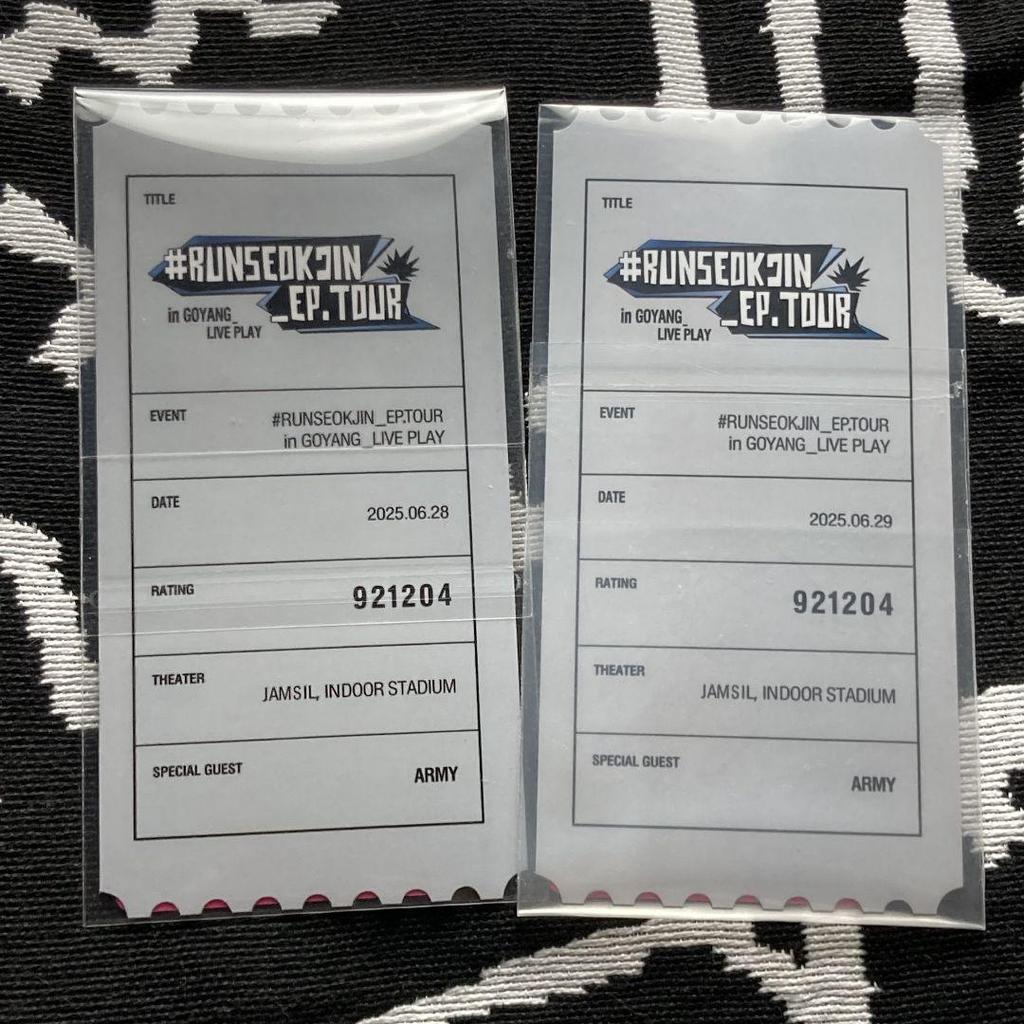 TITLE
#RUNSEOKJIN
_EP.TOUR
in GOYANG_
LIVE PLAY
EVENT
#RUNSEOKJIN_EP.TOUR
in GOYANG_LIVE PLAY
DATE
2025.06.28
RATING
921204
THEATER
JAMSIL, INDOOR STADIUM
SPECIAL GUEST
ARMY
TITLE
#RUNSEOKJIN
_EP.TOUR
in GOYANG_
LIVE PLAY
EVENT
#RUNSEOKJIN_EP.TOUR
in GOYANG_LIVE PLAY
DATE
2025.06.29
RATING
921204
THEATER
JAMSIL, INDOOR STADIUM
SPECIAL GUEST
ARMY